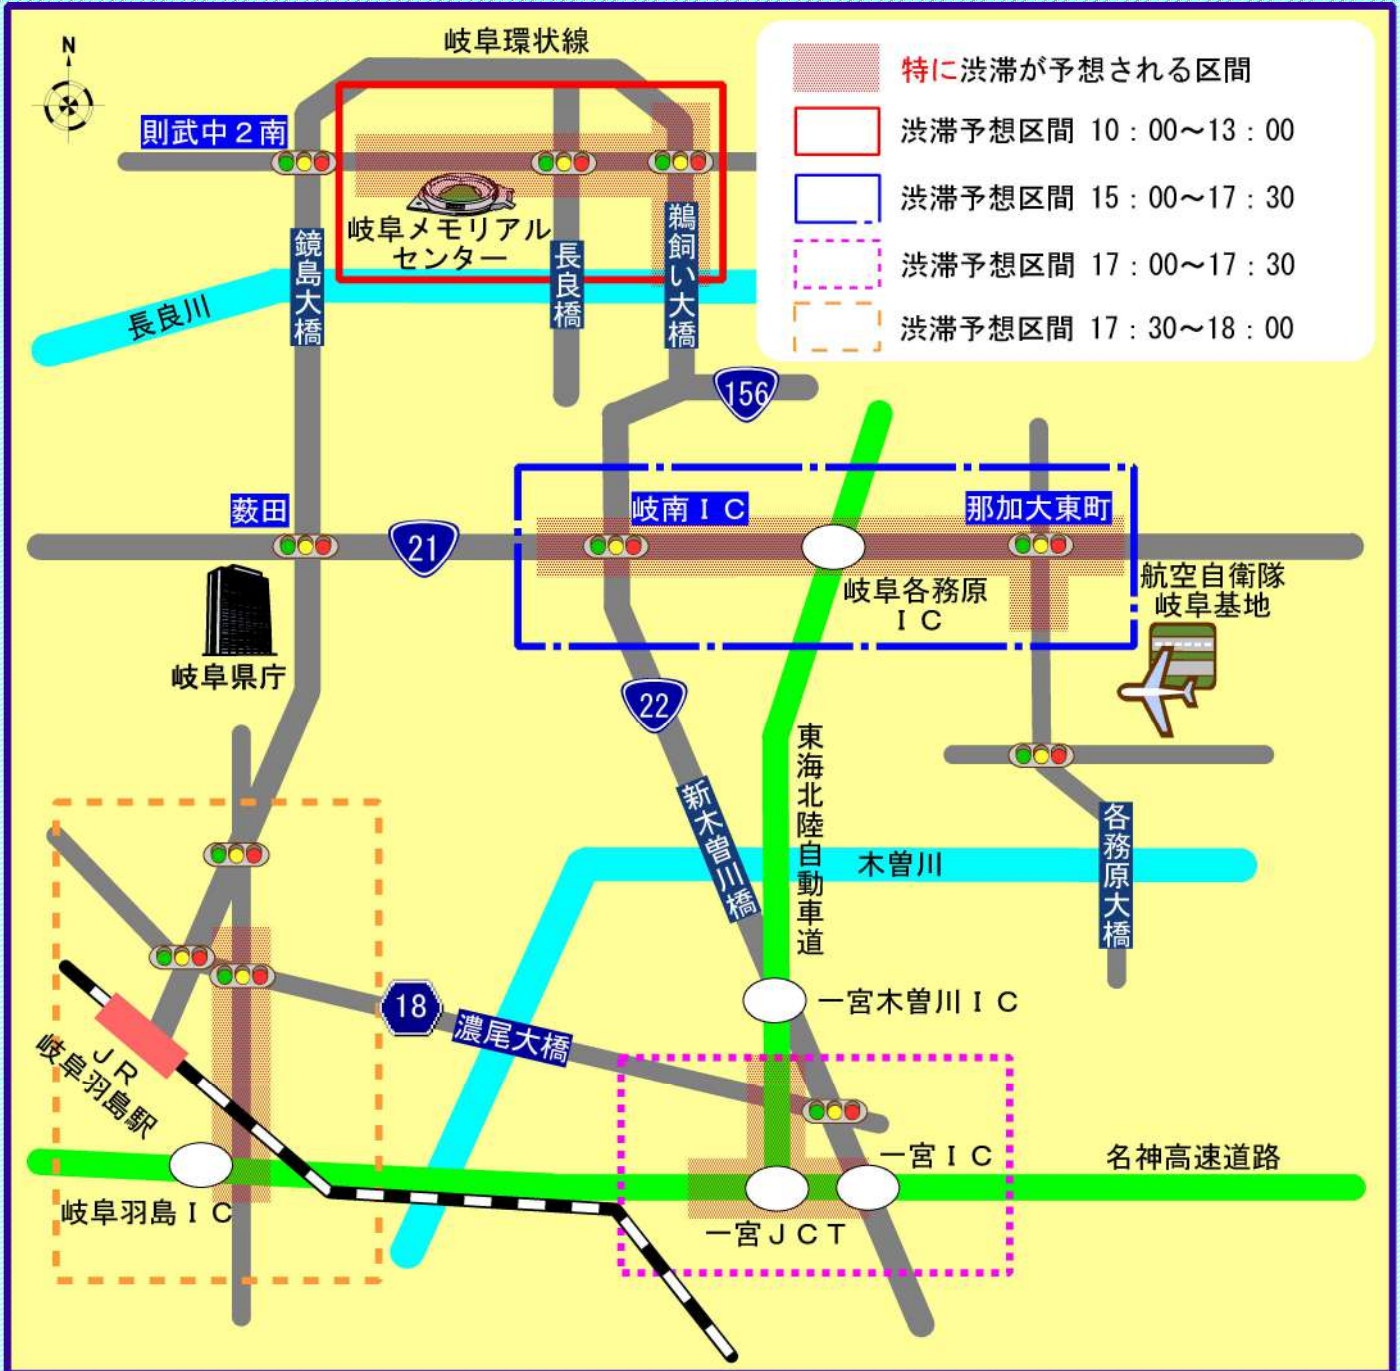 N
岐阜環状線
特に渋滞が予想される区間
渋滞予想区間 10：00～13：00
渋滞予想区間 15：00～17：30
渋滞予想区間 17：00～17：30
渋滞予想区間 17：30～18：00
則武中２南
岐阜メモリアル
センター
鏡島大橋
長良橋
鵜飼い大橋
長良川
156
薮田
21
岐南ＩＣ
那加大東町
岐阜各務原
ＩＣ
航空自衛隊
岐阜基地
岐阜県庁
22
東海北陸自動車道
新木曽川橋
木曽川
各務原大橋
一宮木曽川ＩＣ
18
濃尾大橋
ＪＲ
岐阜羽島駅
一宮ＩＣ
名神高速道路
岐阜羽島ＩＣ
一宮ＪＣＴ